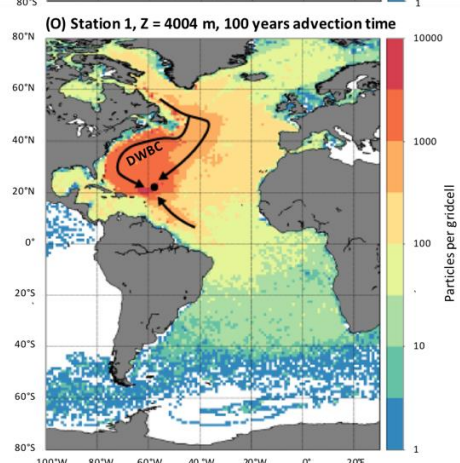 80°S
1
(O) Station 1, Z = 4004 m, 100 years advection time
80°N
10000
60°N
40°N
1000
DWBC
20°N
0°
100
Particles per gridcell
20°S
40°S
10
60°S
80°S
1
100°W 80°W 60°W 40°W 20°W 0° 20°E